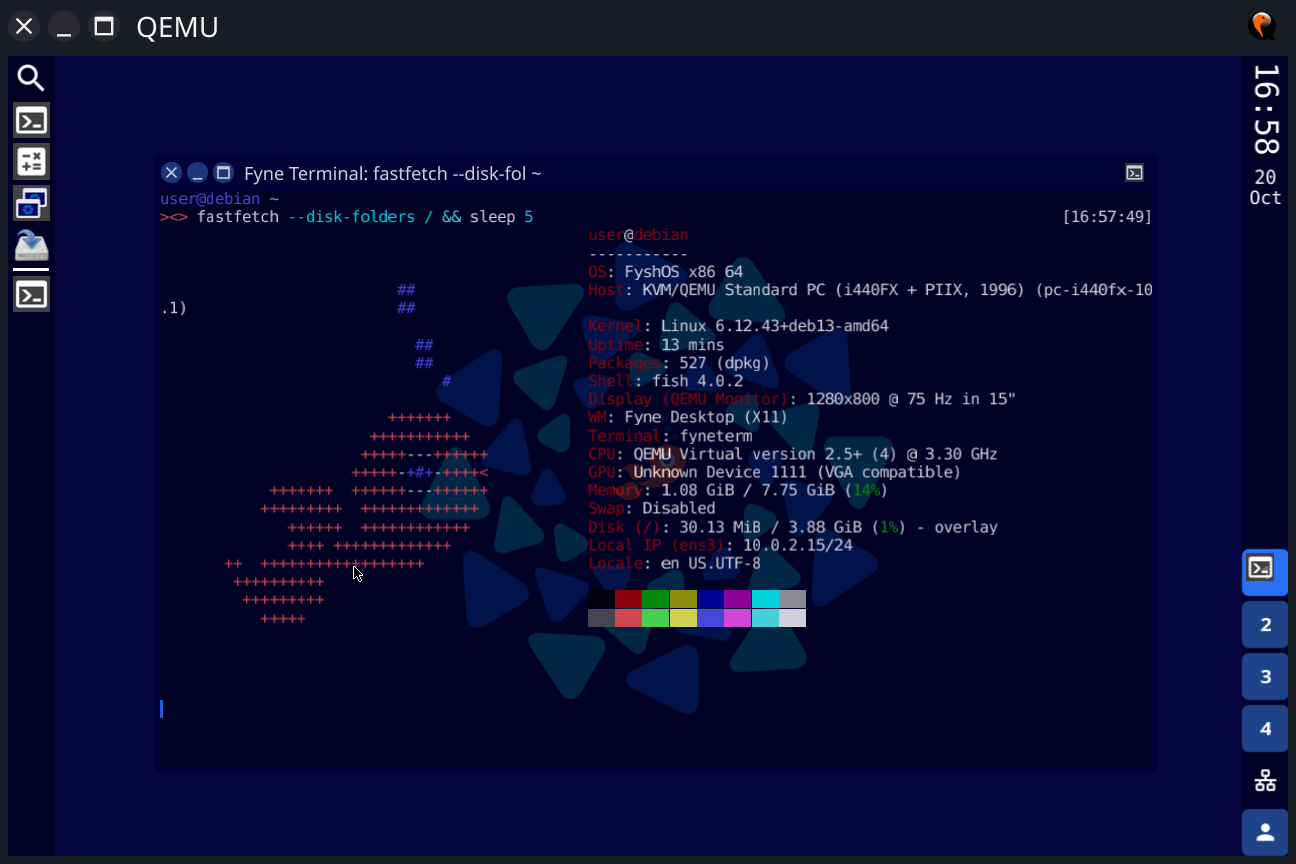 QEMU
16:58
20
Oct
Fyne Terminal: fastfetch --disk-fol ~
user@debian ~
><> fastfetch --disk-folders / && sleep 5 [16:57:49]
user@debian
-----------
OS: FyshOS x86 64
## Host: KVM/QEMU Standard PC (i440FX + PIIX, 1996) (pc-i440fx-10
.1) ##
Kernel: Linux 6.12.43+deb13-amd64
## Uptime: 13 mins
## Packages: 527 (dpkg)
# Shell: fish 4.0.2
Display (QEMU Monitor): 1280x800 @ 75 Hz in 15"
+++++++ WM: Fyne Desktop (X11)
+++++++++++ Terminal: fyneterm
+++++---++++++ CPU: QEMU Virtual version 2.5+ (4) @ 3.30 GHz
+++++-+#+-++++< GPU: Unknown Device 1111 (VGA compatible)
+++++++ ++++++---++++++ Memory: 1.08 GiB / 7.75 GiB (14%)
+++++++++ +++++++++++++ Swap: Disabled
++++++ ++++++++++++ Disk (/): 30.13 MiB / 3.88 GiB (1%) - overlay
++++ +++++++++++++ Local IP (ens3): 10.0.2.15/24
++ ++++++++++++++++++ Locale: en US.UTF-8
++++++++++
+++++++++
+++++
2
3
4